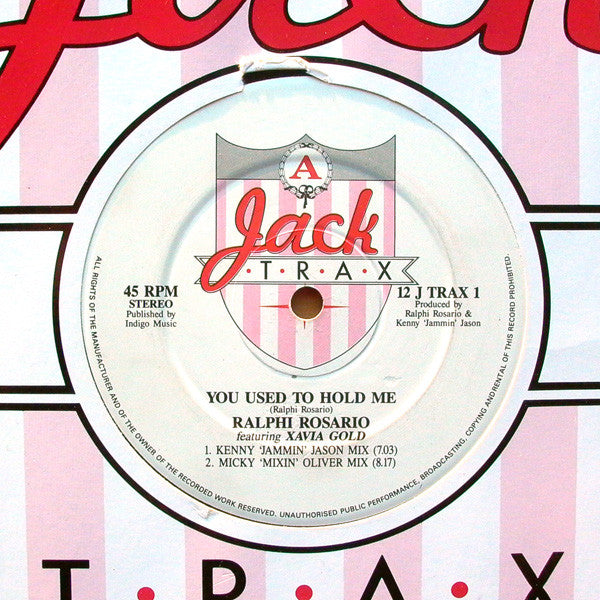 Jack
A
Jack
T·R·A·X
45 RPM
STEREO
Published by
Indigo Music
12 J TRAX 1
Produced by
Ralphi Rosario &
Kenny 'Jammin' Jason
YOU USED TO HOLD ME
(Ralphi Rosario)
RALPHI ROSARIO
featuring XAVIA GOLD
1. KENNY 'JAMMIN' JASON MIX (7.03)
2. MICKY 'MIXIN' OLIVER MIX (8.17)
ALL RIGHTS OF THE MANUFACTURER AND OF THE OWNER OF THE RECORDED WORK RESERVED. UNAUTHORISED PUBLIC PERFORMANCE, BROADCASTING, COPYING ANDRENTAL OF THIS RECORD PROHIBITED.
T·R·A·X